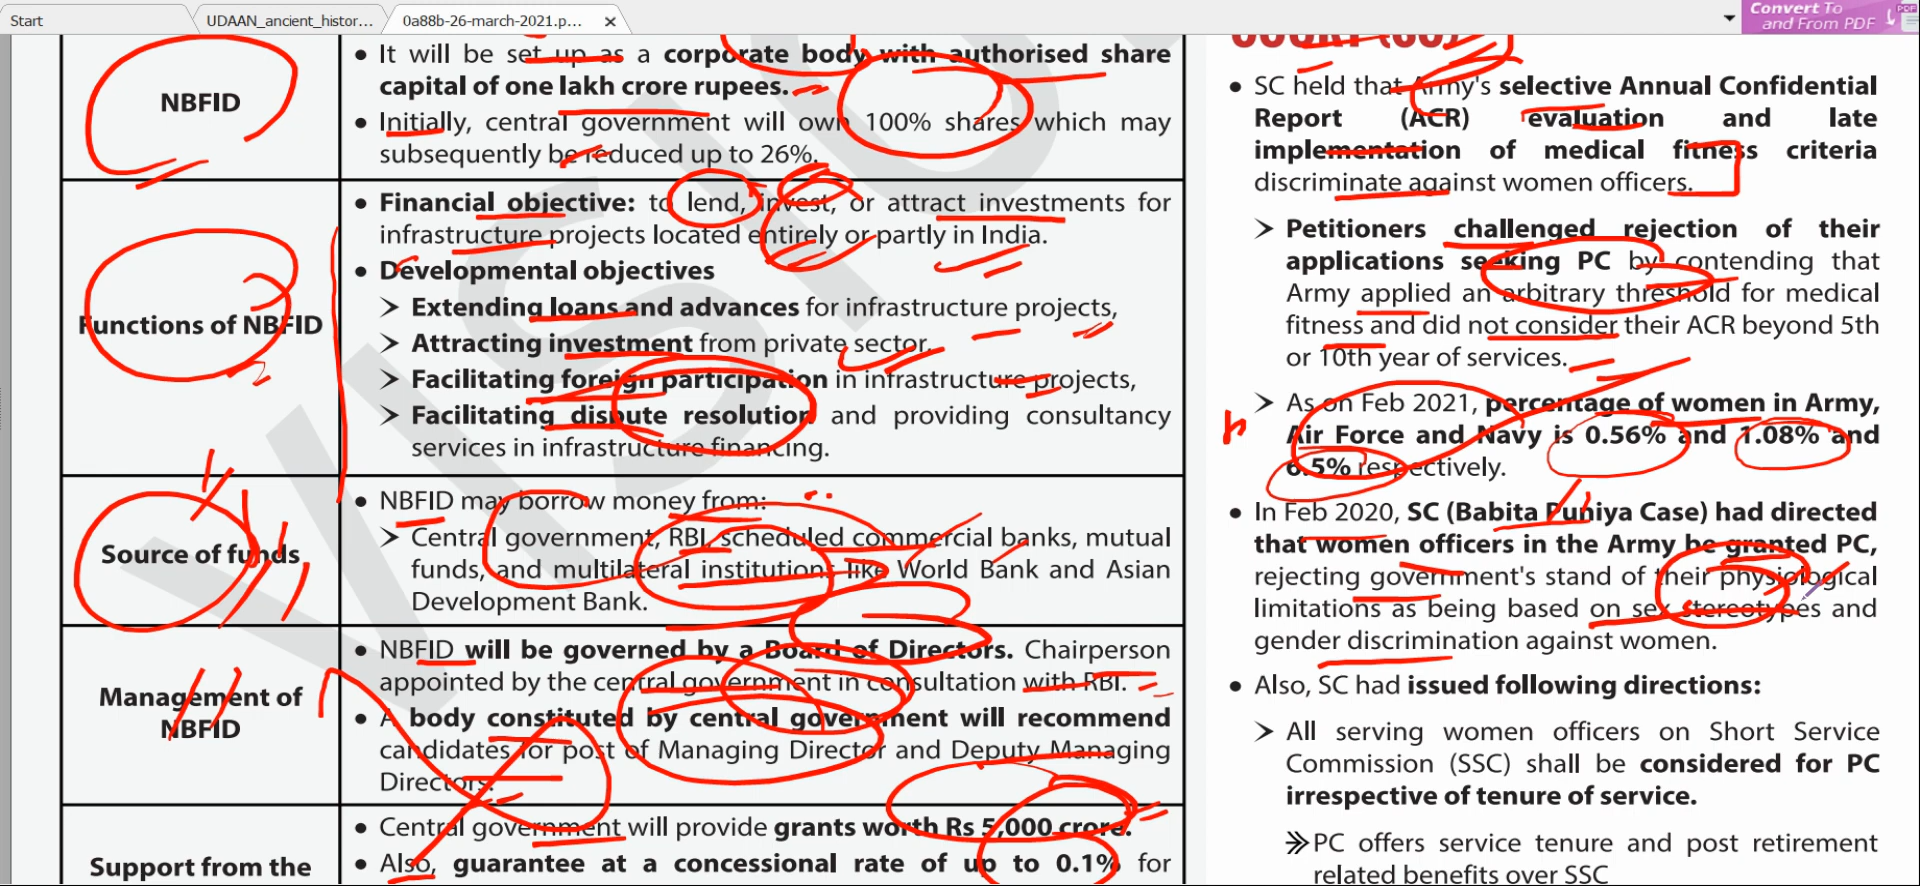 Start
UDAAN_ancient_histor...
0a88b-26-march-2021.p...
Convert To
and From PDF
PDF
NBFID
• It will be set up as a corporate body with authorised share
capital of one lakh crore rupees.
• Initially, central government will own 100% shares which may
subsequently be reduced up to 26%.
Functions of NBFID
• Financial objective: to lend, invest, or attract investments for
infrastructure projects located entirely or partly in India.
• Developmental objectives
➢ Extending loans and advances for infrastructure projects,
➢ Attracting investment from private sector,
➢ Facilitating foreign participation in infrastructure projects,
➢ Facilitating dispute resolution and providing consultancy
services in infrastructure financing.
Source of funds
• NBFID may borrow money from:
➢ Central government, RBI, scheduled commercial banks, mutual
funds, and multilateral institutions like World Bank and Asian
Development Bank.
Management of
NBFID
• NBFID will be governed by a Board of Directors. Chairperson
appointed by the central government in consultation with RBI.
• A body constituted by central government will recommend
candidates for post of Managing Director and Deputy Managing
Directors.
Support from the
• Central government will provide grants worth Rs 5,000 crore.
• Also, guarantee at a concessional rate of up to 0.1% for
• SC held that Army's selective Annual Confidential
Report (ACR) evaluation and late
implementation of medical fitness criteria
discriminate against women officers.
➢ Petitioners challenged rejection of their
applications seeking PC by contending that
Army applied an arbitrary threshold for medical
fitness and did not consider their ACR beyond 5th
or 10th year of services.
➢ As on Feb 2021, percentage of women in Army,
Air Force and Navy is 0.56% and 1.08% and
6.5% respectively.
• In Feb 2020, SC (Babita Puniya Case) had directed
that women officers in the Army be granted PC,
rejecting government's stand of their physiological
limitations as being based on sex stereotypes and
gender discrimination against women.
• Also, SC had issued following directions:
➢ All serving women officers on Short Service
Commission (SSC) shall be considered for PC
irrespective of tenure of service.
⪢ PC offers service tenure and post retirement
related benefits over SSC